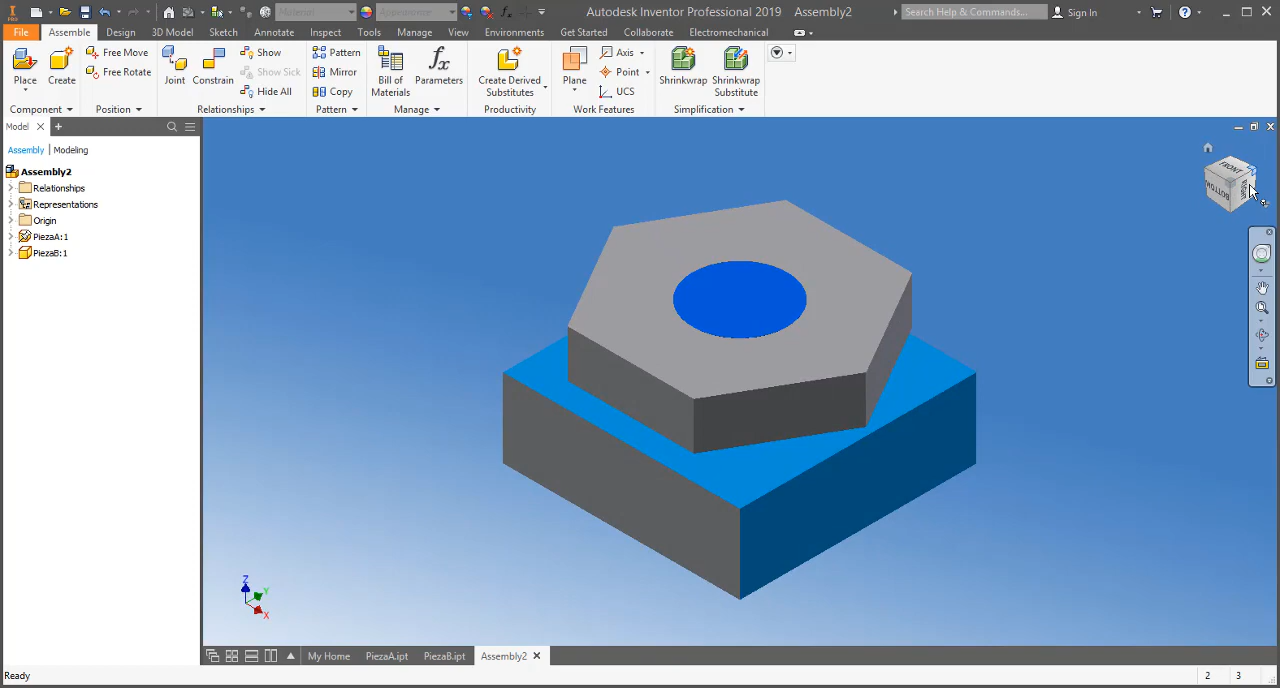 PRO
Material
Appearance
Autodesk Inventor Professional 2019 Assembly2
Search Help & Commands...
Sign In
File Assemble Design 3D Model Sketch Annotate Inspect Tools Manage View Environments Get Started Collaborate Electromechanical
Place
Create
Free Move
Free Rotate
Joint
Constrain
Show
Show Sick
Hide All
Pattern
Mirror
Copy
Bill of
Materials
Parameters
Create Derived
Substitutes
Plane
Axis
Point
UCS
Shrinkwrap
Shrinkwrap
Substitute
Component Position Relationships Pattern Manage Productivity Work Features Simplification
Model
Assembly | Modeling
Assembly2
Relationships
Representations
Origin
PiezaA:1
PiezaB:1
FRONT
BOTTOM
RIGHT
Z
Y
X
My Home PiezaA.ipt PiezaB.ipt Assembly2
Ready
2 3